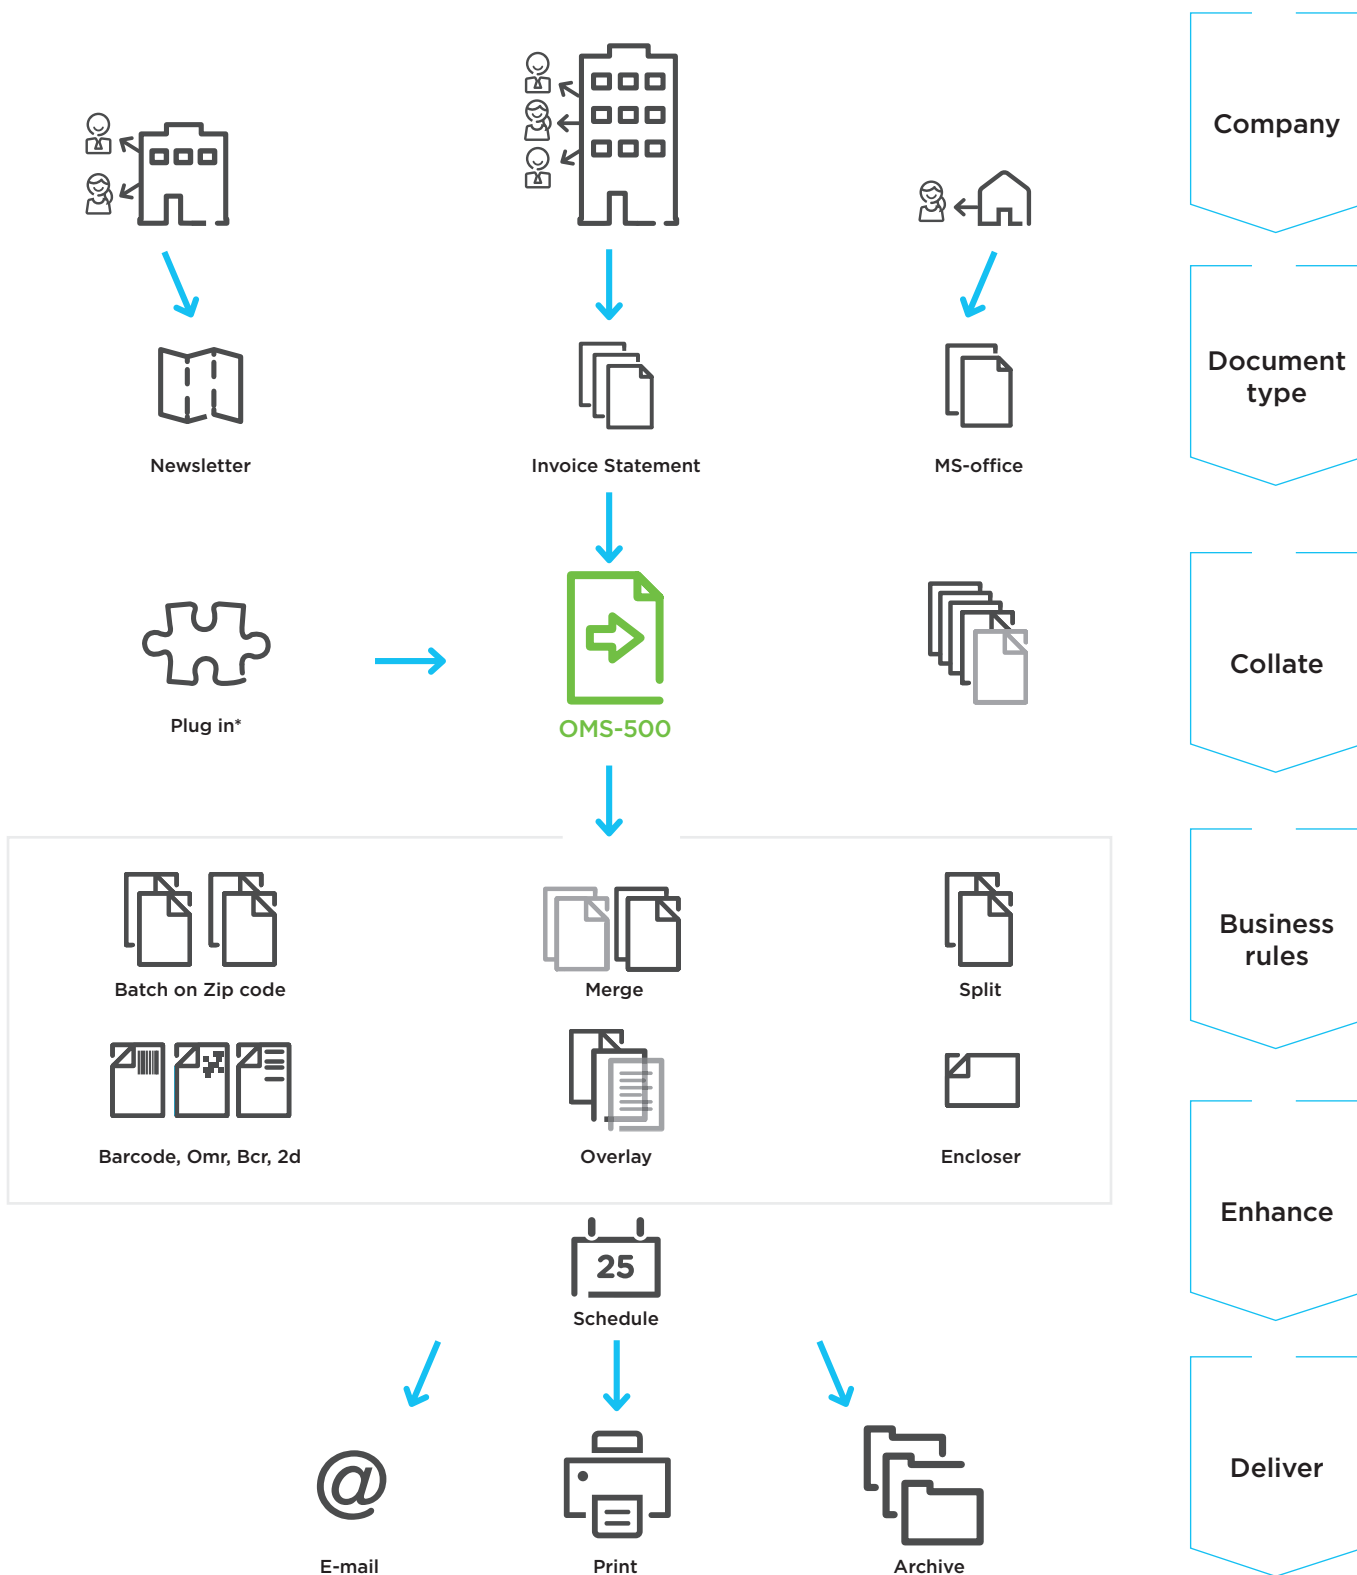 Company
Document
type
Newsletter
Invoice Statement
MS-office
Plug in*
OMS-500
Collate
Business
rules
Batch on Zip code
Merge
Split
Barcode, Omr, Bcr, 2d
Overlay
Encloser
Enhance
25
Schedule
Deliver
@
E-mail
Print
Archive